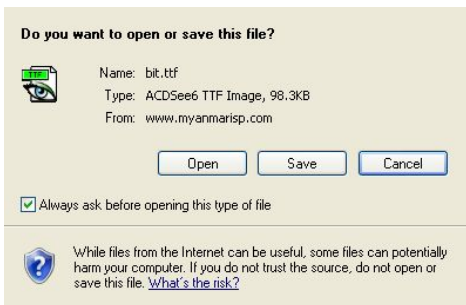 Do you want to open or save this file?
TTF
Name: bit.ttf
Type: ACDSee6 TTF Image, 98.3KB
From: www.myanmarisp.com
Open Save Cancel
Always ask before opening this type of file
While files from the Internet can be useful, some files can potentially
harm your computer. If you do not trust the source, do not open or
save this file. What's the risk?